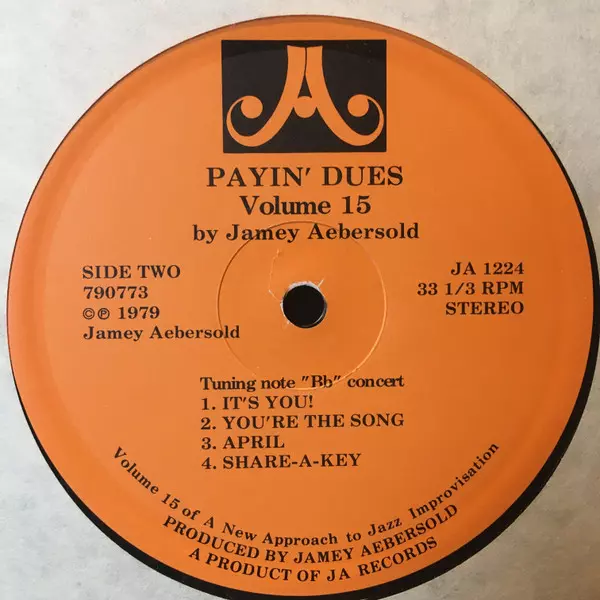 PAYIN' DUES
Volume 15
by Jamey Aebersold
SIDE TWO
790773
© ℗ 1979
Jamey Aebersold
JA 1224
33 1/3 RPM
STEREO
Tuning note "Bb" concert
1. IT'S YOU!
2. YOU'RE THE SONG
3. APRIL
4. SHARE-A-KEY
Volume 15 of A New Approach to Jazz Improvisation
PRODUCED BY JAMEY AEBERSOLD
A PRODUCT OF JA RECORDS